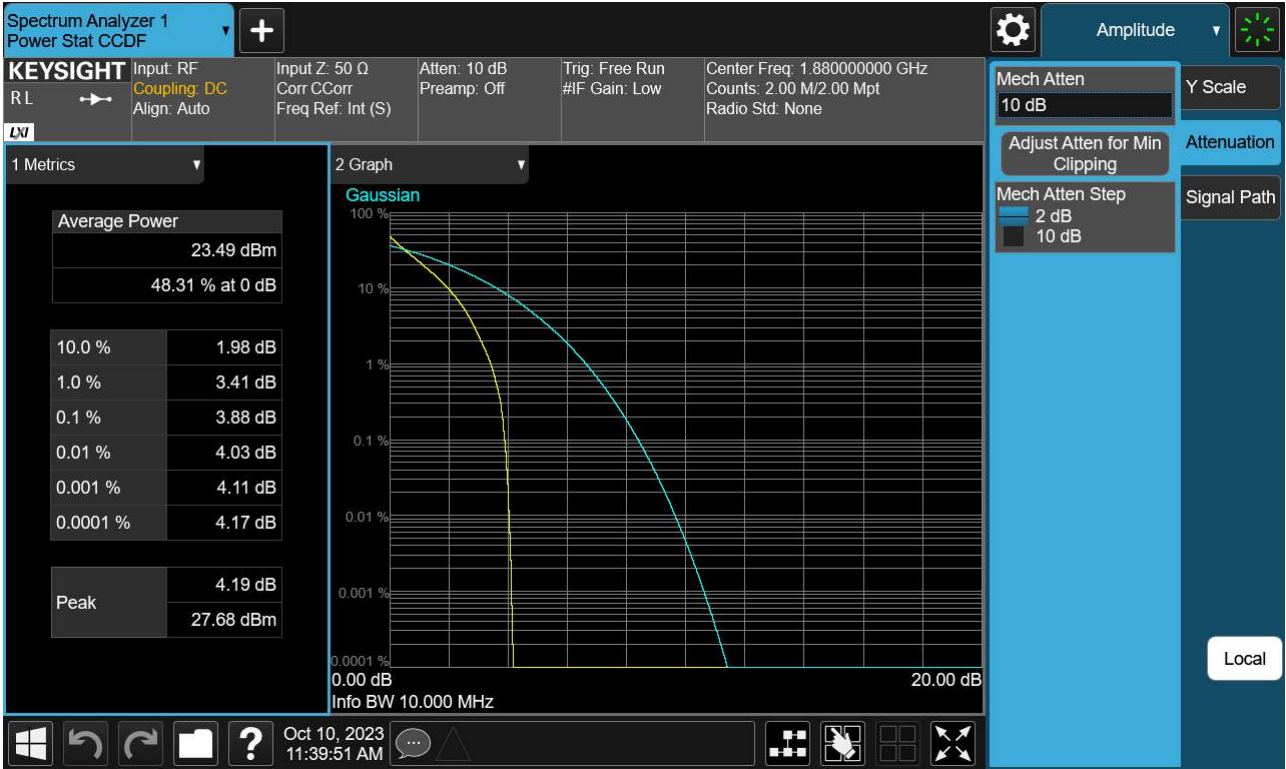 Spectrum Analyzer 1
Power Stat CCDF
+
Amplitude
KEYSIGHT
RL
LXI
Input: RF
Coupling: DC
Align: Auto
Input Z: 50 Ω
Corr CCorr
Freq Ref: Int (S)
Atten: 10 dB
Preamp: Off
Trig: Free Run
#IF Gain: Low
Center Freq: 1.880000000 GHz
Counts: 2.00 M/2.00 Mpt
Radio Std: None
1 Metrics
Average Power
23.49 dBm
48.31 % at 0 dB
10.0 % 1.98 dB
1.0 % 3.41 dB
0.1 % 3.88 dB
0.01 % 4.03 dB
0.001 % 4.11 dB
0.0001 % 4.17 dB
Peak
4.19 dB
27.68 dBm
2 Graph
Gaussian
100 %
10 %
1 %
0.1 %
0.01 %
0.001 %
0.0001 %
0.00 dB 20.00 dB
Info BW 10.000 MHz
Mech Atten
10 dB
Adjust Atten for Min
Clipping
Mech Atten Step
2 dB
10 dB
Y Scale
Attenuation
Signal Path
Local
?
Oct 10, 2023
11:39:51 AM